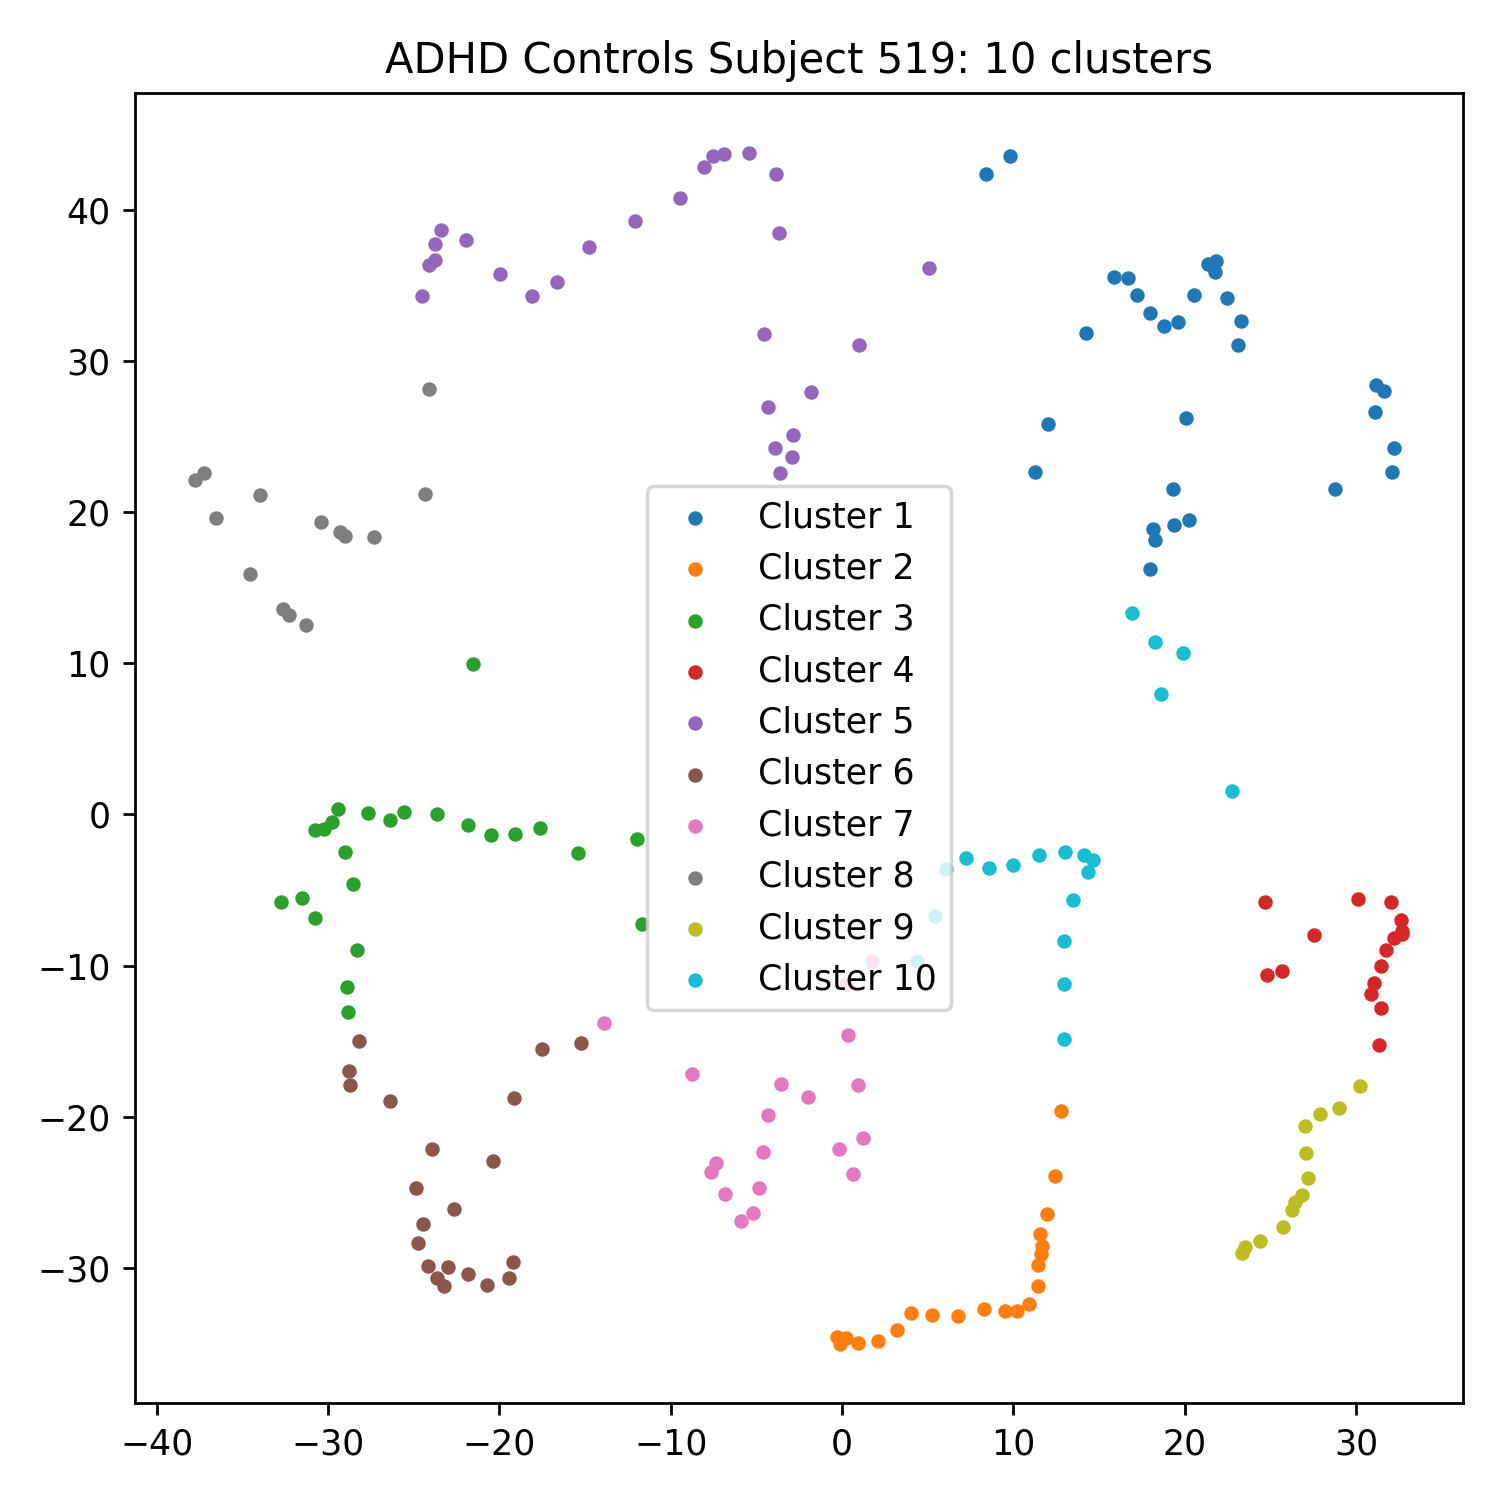 ADHD Controls Subject 519: 10 clusters
40
30
20
10
0
−10
−20
−30
Cluster 1
Cluster 2
Cluster 3
Cluster 4
Cluster 5
Cluster 6
Cluster 7
Cluster 8
Cluster 9
Cluster 10
−40 −30 −20 −10 0 10 20 30